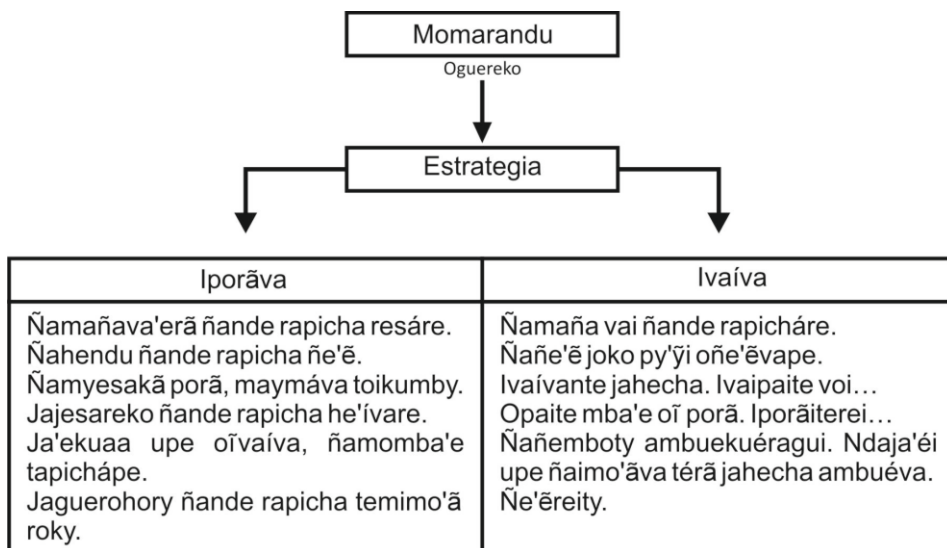 Momarandu
Oguereko
Estrategia
Iporãva
Ñamañava'erã ñande rapicha resáre.
Ñahendu ñande rapicha ñe'ẽ.
Ñamyesakã porã, maymáva toikumby.
Jajesareko ñande rapicha he'ívare.
Ja'ekuaa upe oĩvaíva, ñamomba'e
tapichápe.
Jaguerohory ñande rapicha temimo'ã
roky.
Ivaíva
Ñamaña vai ñande rapicháre.
Ñañe'ẽ joko py'ỹi oñe'ẽvape.
Ivaívante jahecha. Ivaipaite voi...
Opaite mba'e oĩ porã. Iporãiterei...
Ñañemboty ambuekuéragui. Ndaja'éi
upe ñaimo'ãva térã jahecha ambuéva.
Ñe'ẽreity.